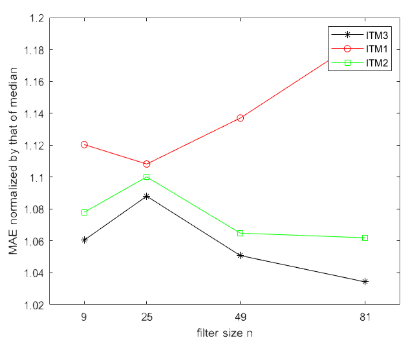 1.2
1.18
1.16
1.14
1.12
1.1
1.08
1.06
1.04
1.02
MAE normalized by that of median
9 25 49 81
filter size n
ITM3
ITM1
ITM2